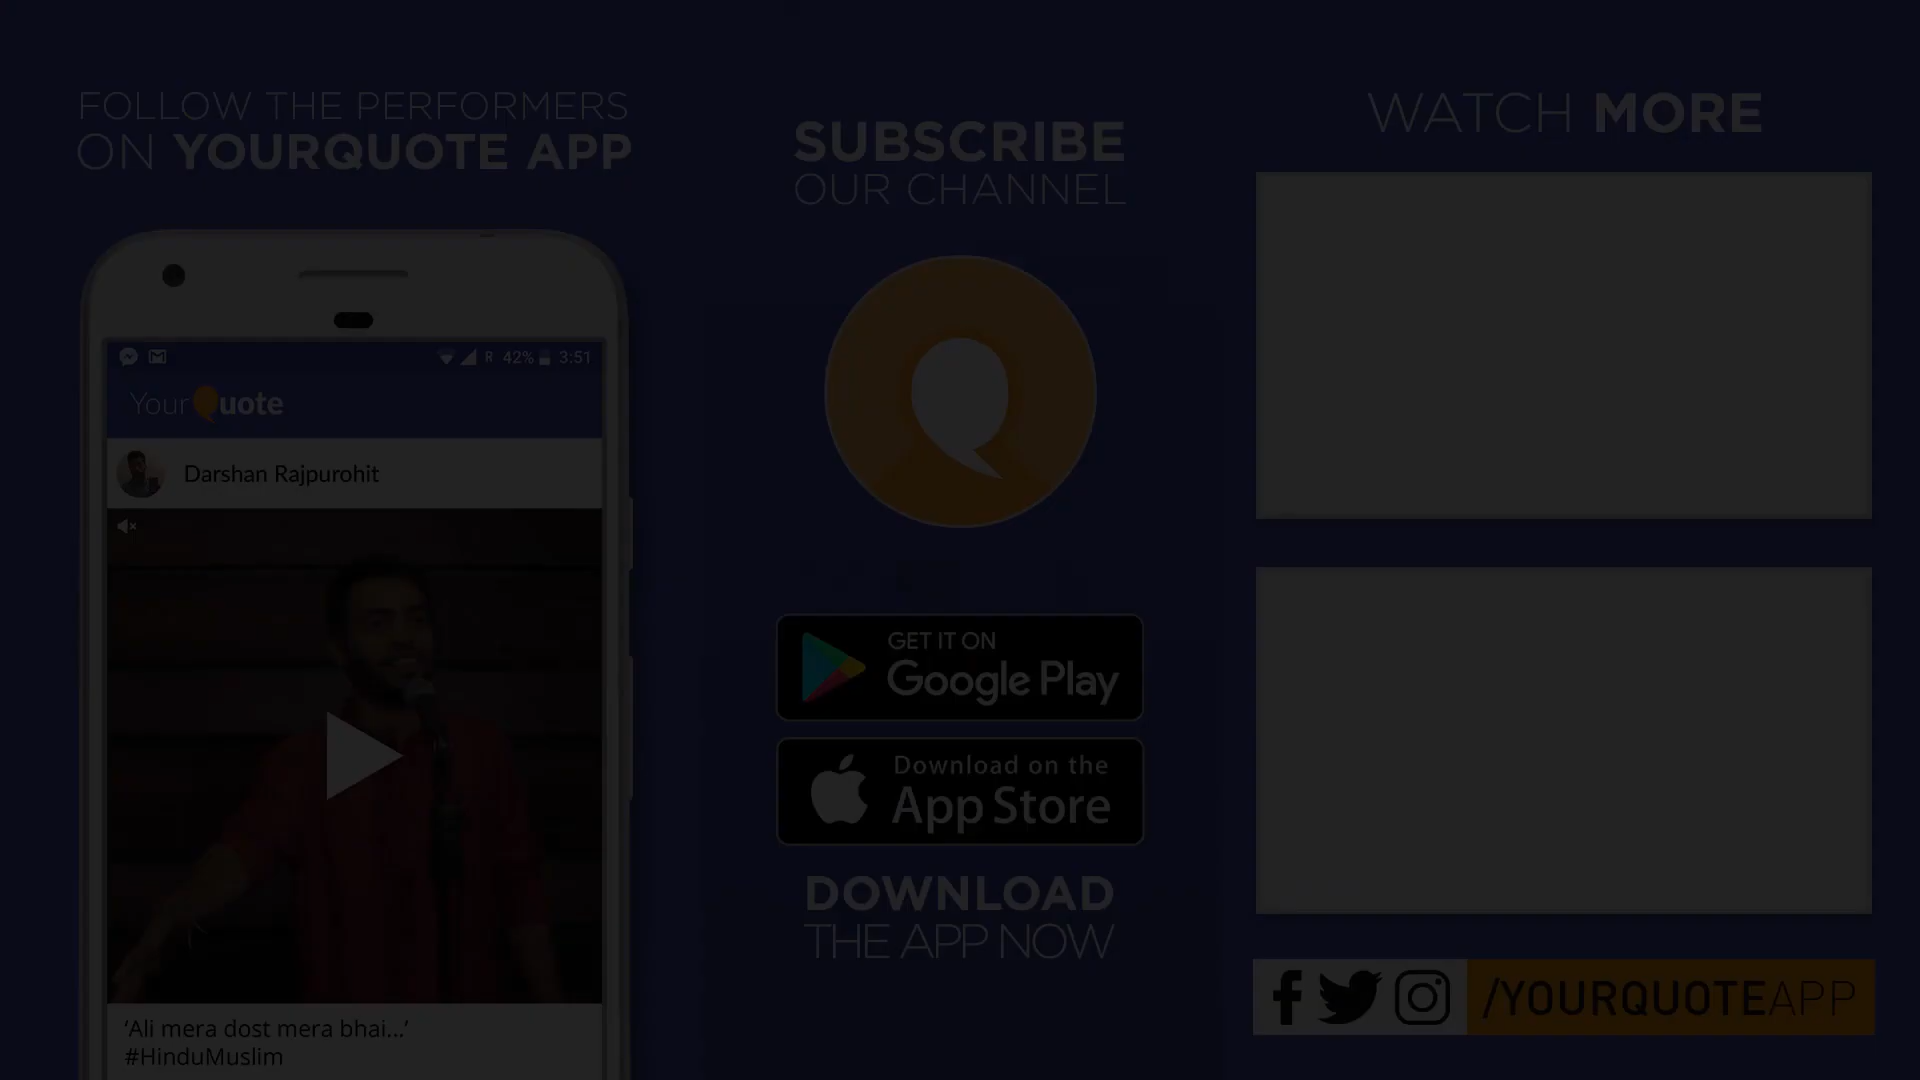 FOLLOW THE PERFORMERS
ON YOURQUOTE APP
R 42% 3:51
YourQuote
Darshan Rajpurohit
'Ali mera dost mera bhai...'
#HinduMuslim
SUBSCRIBE
OUR CHANNEL
GET IT ON
Google Play
Download on the
App Store
DOWNLOAD
THE APP NOW
WATCH MORE
/YOURQUOTEAPP